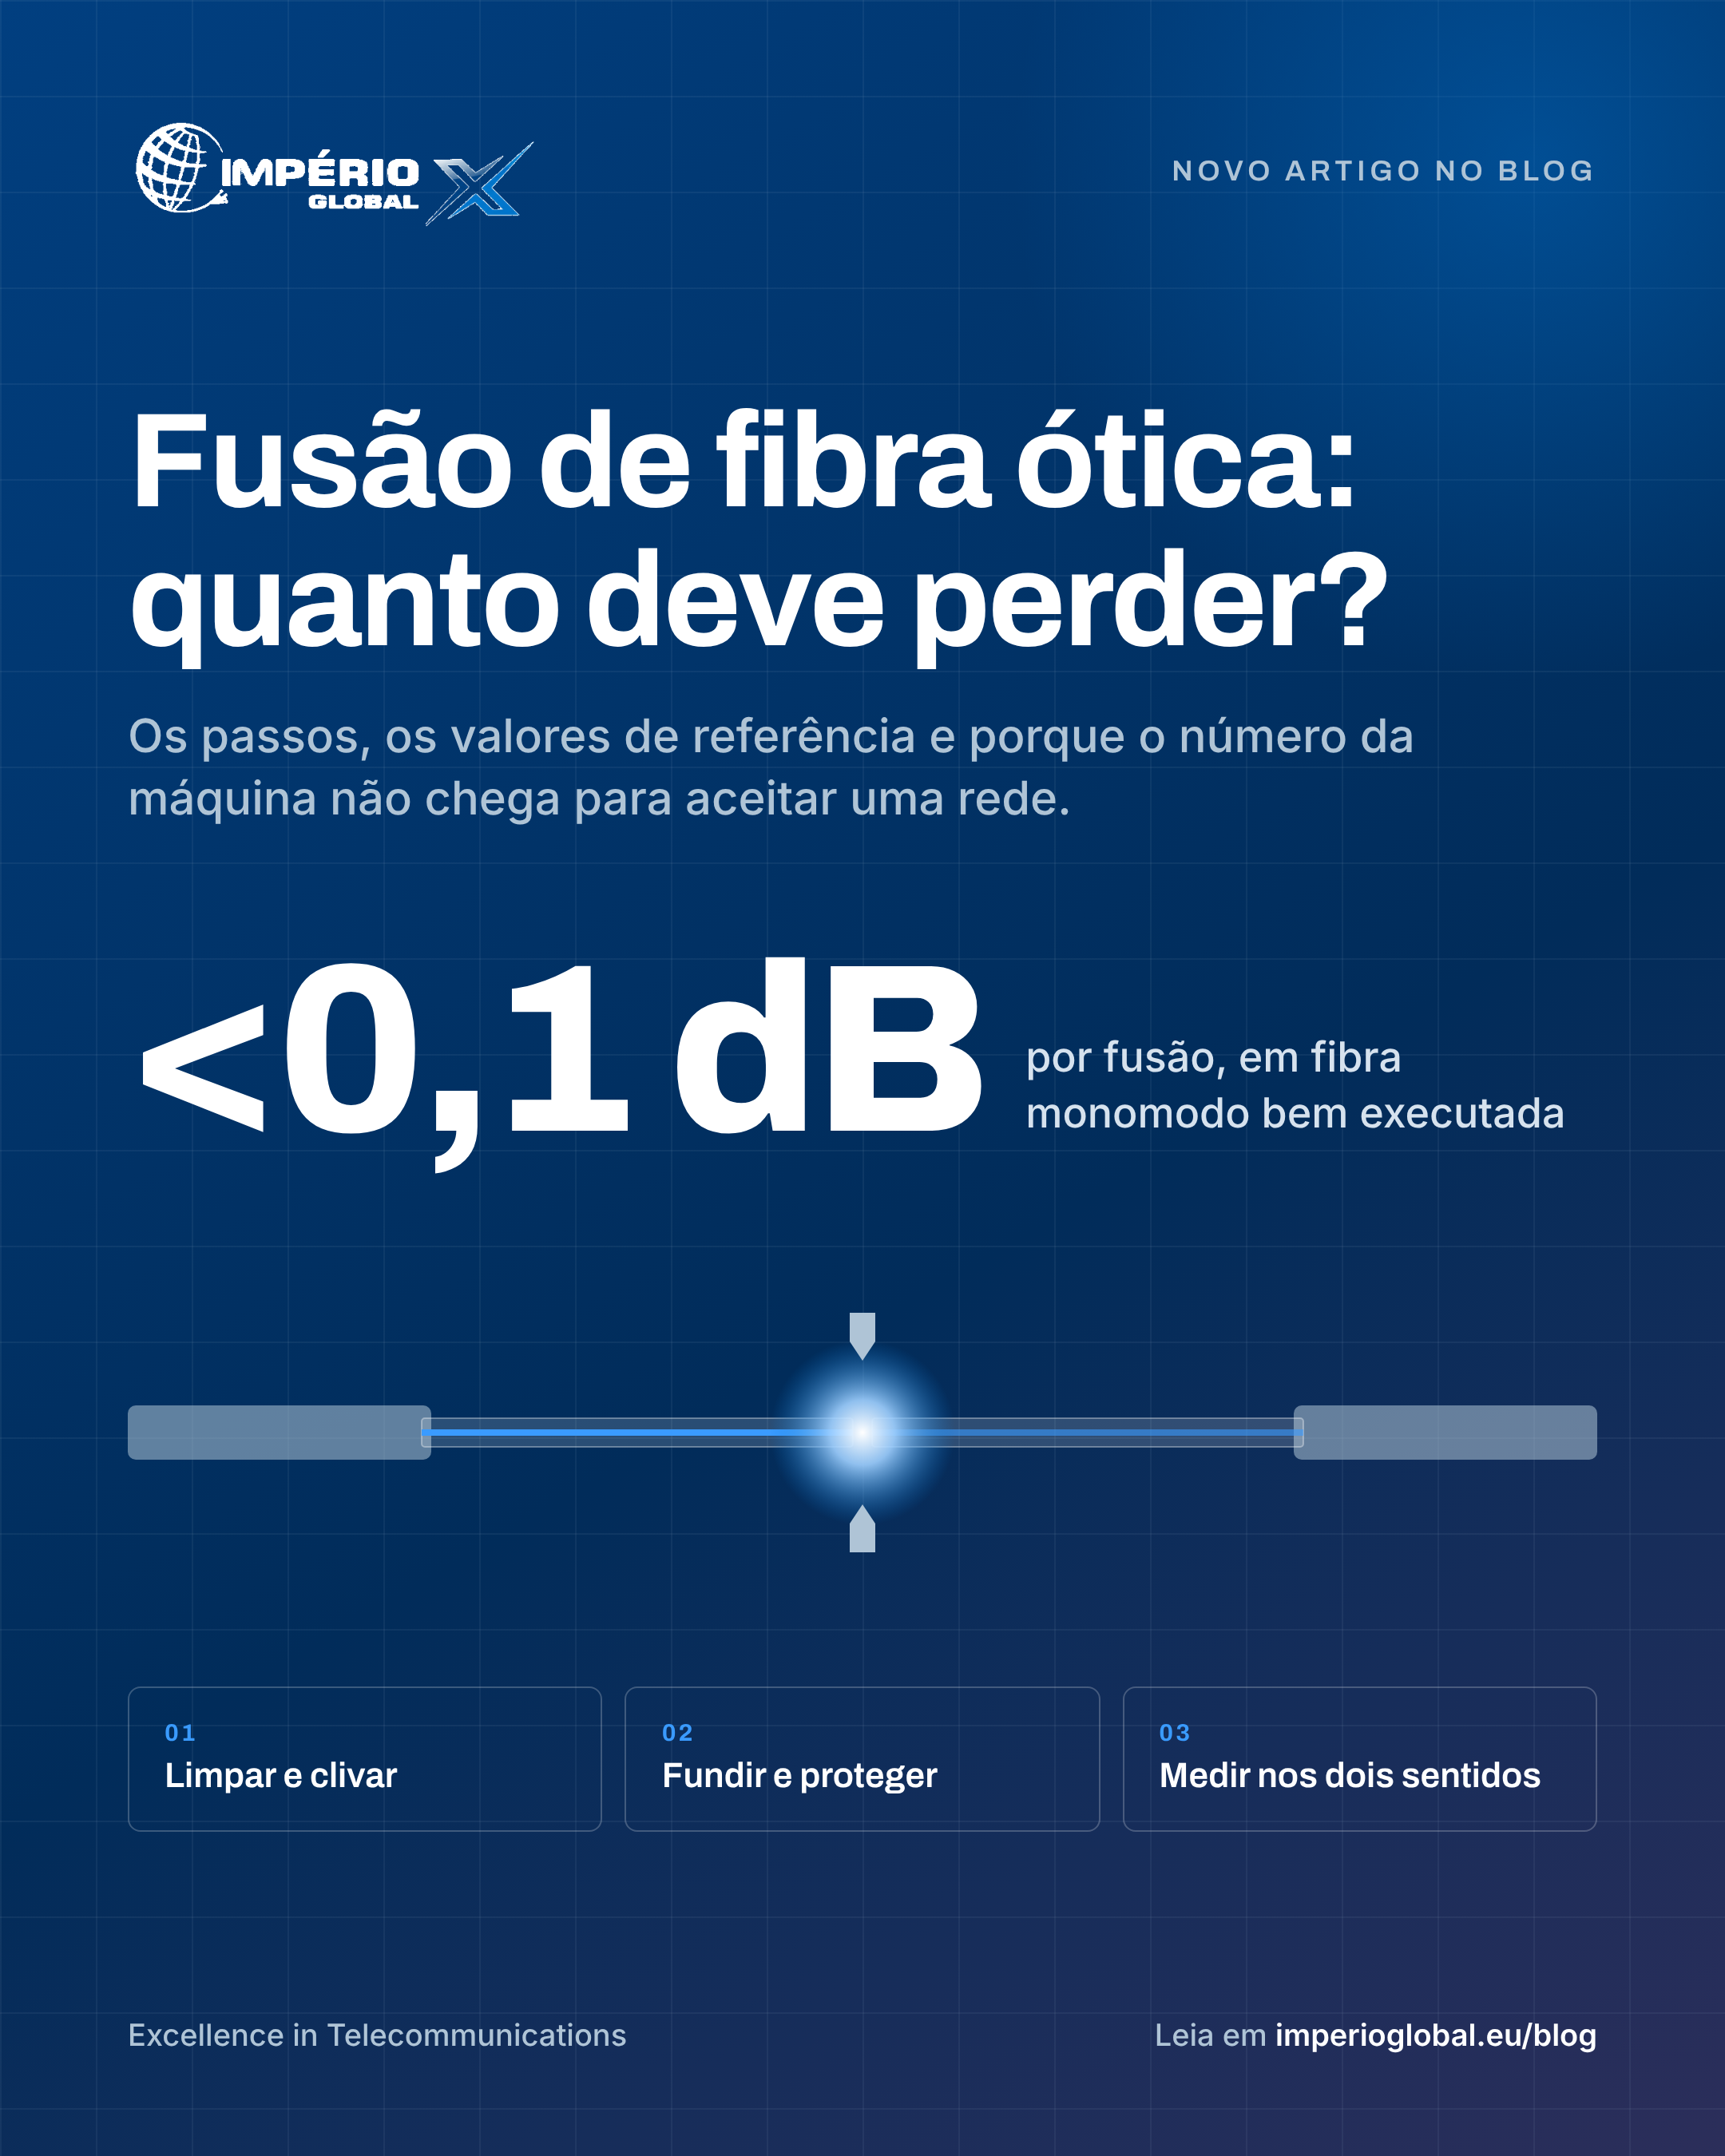 IMPÉRIO
GLOBAL
X
NOVO ARTIGO NO BLOG
Fusão de fibra ótica:
quanto deve perder?
Os passos, os valores de referência e porque o número da
máquina não chega para aceitar uma rede.
<0,1 dB
por fusão, em fibra
monomodo bem executada
01
Limpar e clivar
02
Fundir e proteger
03
Medir nos dois sentidos
Excellence in Telecommunications
Leia em imperioglobal.eu/blog